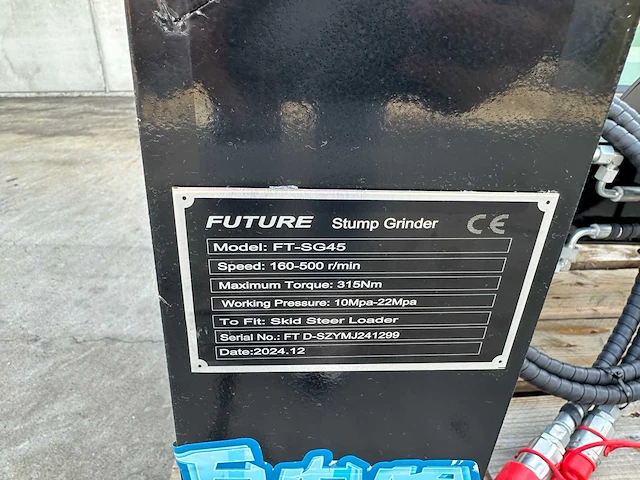 FUTURE Stump Grinder CE
Model: FT-SG45
Speed: 160-500 r/min
Maximum Torque: 315Nm
Working Pressure: 10Mpa-22Mpa
To Fit: Skid Steer Loader
Serial No.: FT D-SZYMJ241299
Date:2024.12